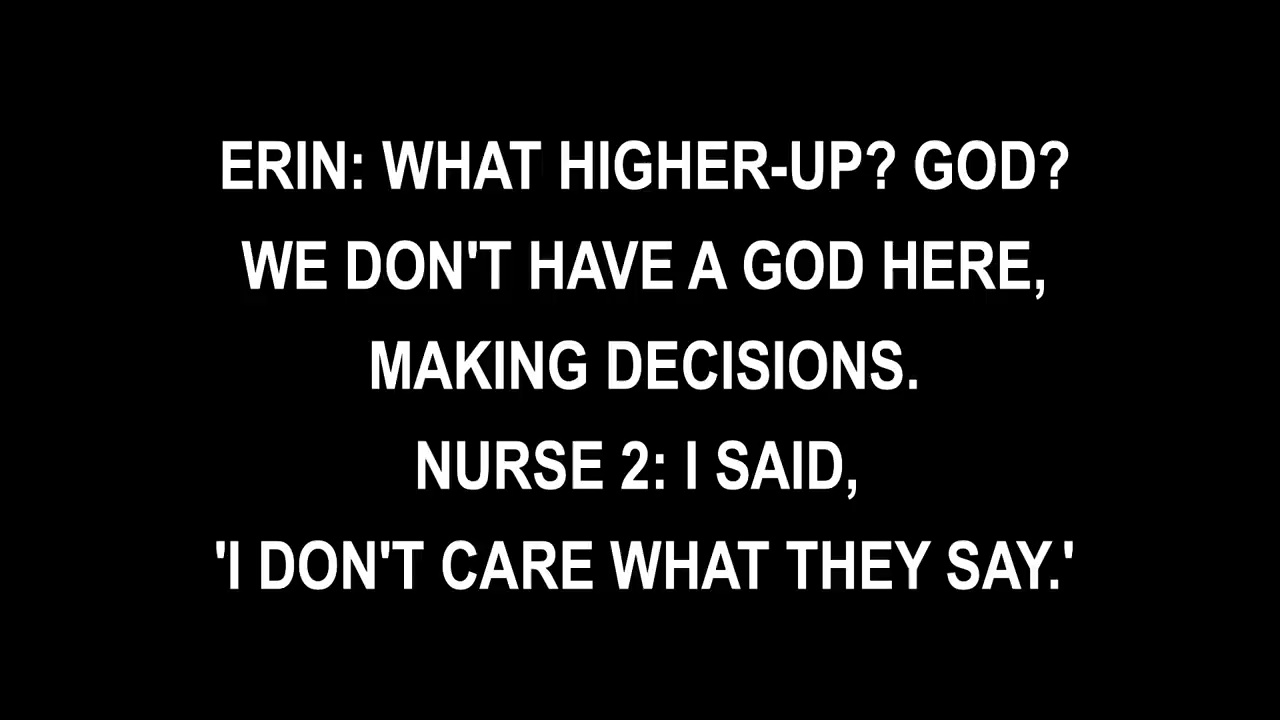 ERIN: WHAT HIGHER-UP? GOD?
WE DON'T HAVE A GOD HERE,
MAKING DECISIONS.
NURSE 2: I SAID,
'I DON'T CARE WHAT THEY SAY.'